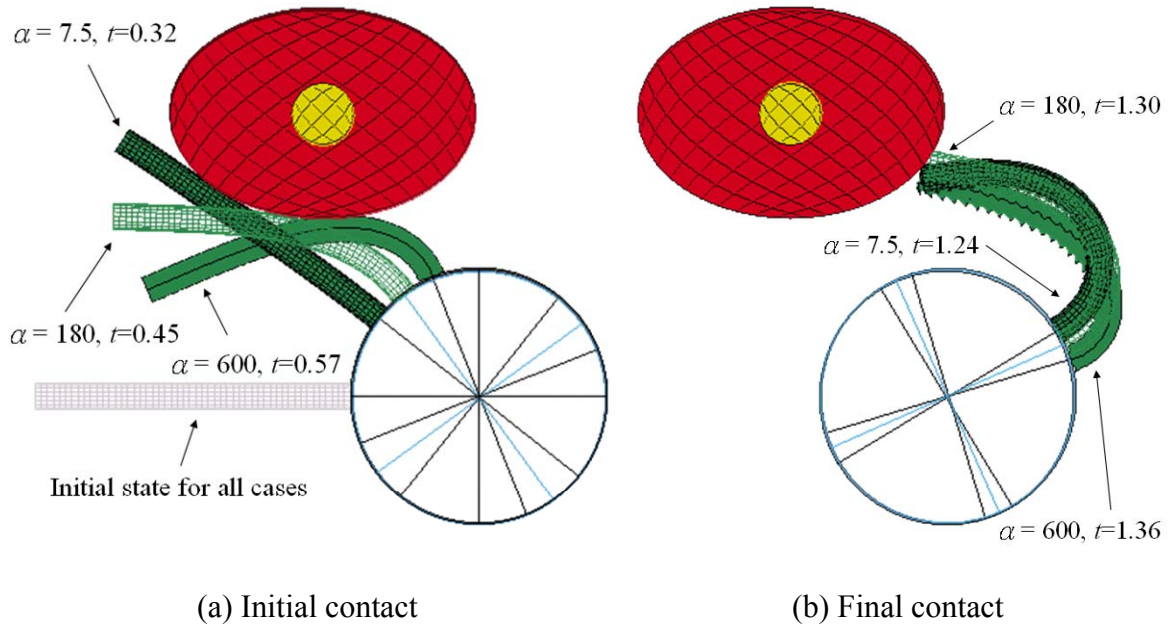 α = 7.5, t=0.32
α = 180, t=0.45
α = 600, t=0.57
Initial state for all cases
(a) Initial contact
α = 180, t=1.30
α = 7.5, t=1.24
α = 600, t=1.36
(b) Final contact